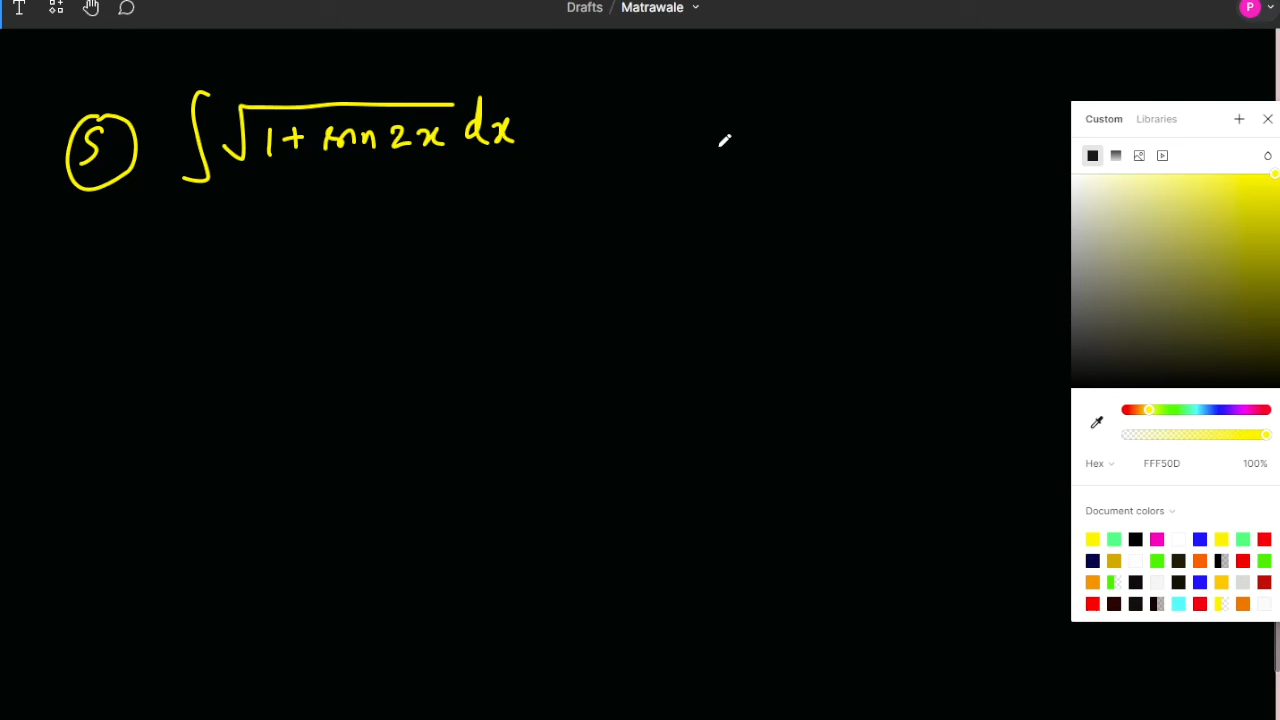 Drafts / Matrawale
P
5 ∫ √(1 + sin 2x) dx
Custom Libraries
Hex FFF50D 100%
Document colors